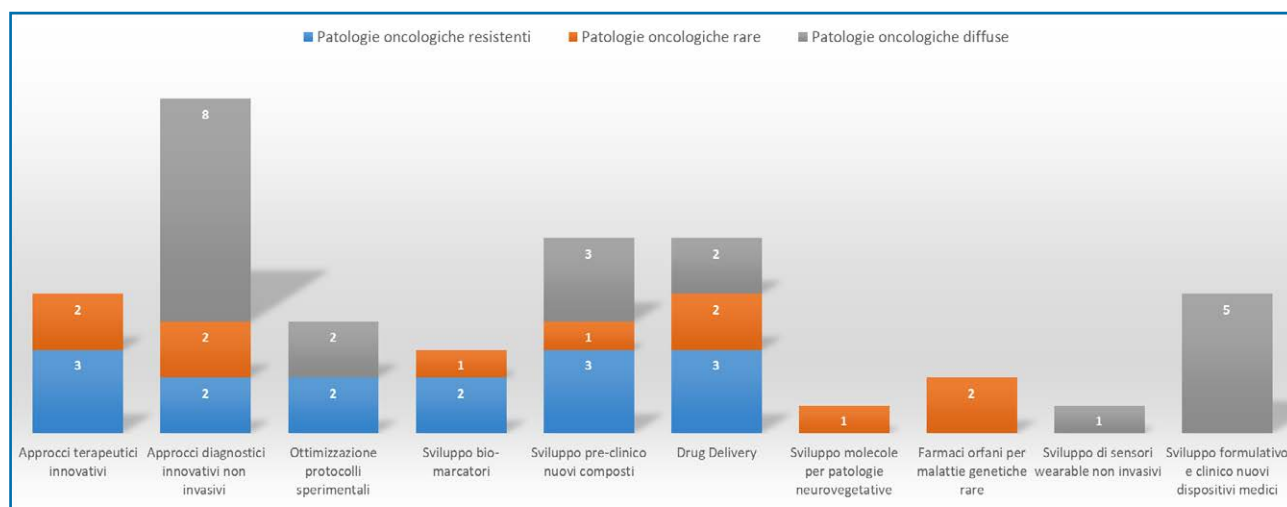 Patologie oncologiche resistenti Patologie oncologiche rare Patologie oncologiche diffuse
8
2
2
2
3
2
2
2
3
1
3
2
2
3
1
2
1
5
1
2
Approcci terapeutici
innovativi
Approcci diagnostici
innovativi non
invasivi
Ottimizzazione
protocolli
sperimentali
Sviluppo bio-
marcatori
Sviluppo pre-clinico
nuovi composti
Drug Delivery
Sviluppo molecole
per patologie
neurovegetative
Farmaci orfani per
malattie genetiche
rare
Sviluppo di sensori
wearable non invasivi
Sviluppo formulativo
e clinico nuovi
dispositivi medici